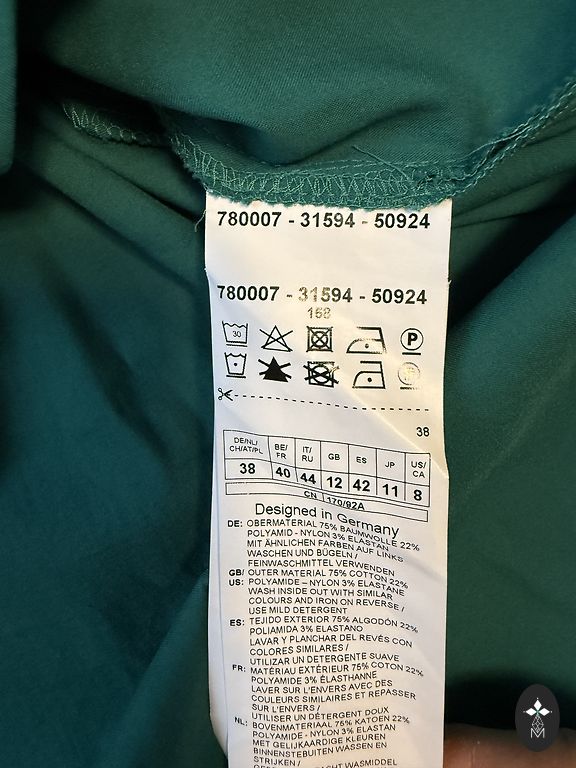 780007 - 31594 - 50924
780007 - 31594 - 50924
168
30
P
38
DE/NL/ CH/AT/PL BE/ FR IT/ RU GB ES JP US/ CA
38 40 44 12 42 11 8
CN 170/92A
Designed in Germany
DE: OBERMATERIAL 75% BAUMWOLLE 22%
POLYAMID - NYLON 3% ELASTAN
MIT ÄHNLICHEN FARBEN AUF LINKS
WASCHEN UND BÜGELN /
FEINWASCHMITTEL VERWENDEN
GB/ OUTER MATERIAL 75% COTTON 22%
US: POLYAMIDE – NYLON 3% ELASTANE
WASH INSIDE OUT WITH SIMILAR
COLOURS AND IRON ON REVERSE /
USE MILD DETERGENT
ES: TEJIDO EXTERIOR 75% ALGODÓN 22%
POLIAMIDA 3% ELASTANO
LAVAR Y PLANCHAR DEL REVÉS CON
COLORES SIMILARES /
UTILIZAR UN DETERGENTE SUAVE
FR: MATÉRIAU EXTÉRIEUR 75% COTON 22%
POLYAMIDE 3% ÉLASTHANNE
LAVER SUR L'ENVERS AVEC DES
COULEURS SIMILAIRES ET REPASSER
SUR L'ENVERS /
UTILISER UN DÉTERGENT DOUX
NL: BOVENMATERIAAL 75% KATOEN 22%
POLYAMIDE - NYLON 3% ELASTAN
MET GELIJKAARDIGE KLEUREN
BINNENSTEBUITEN WASSEN EN
STRIJKEN /
WASMIDDEL
M